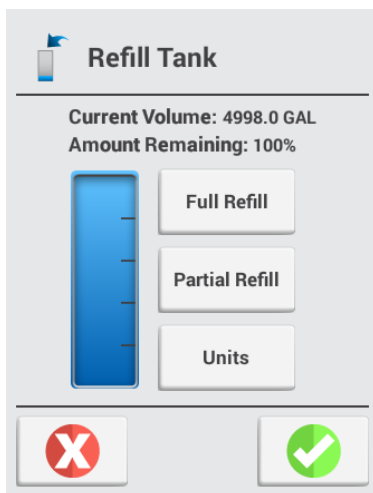 Refill Tank
Current Volume: 4998.0 GAL
Amount Remaining: 100%
Full Refill
Partial Refill
Units